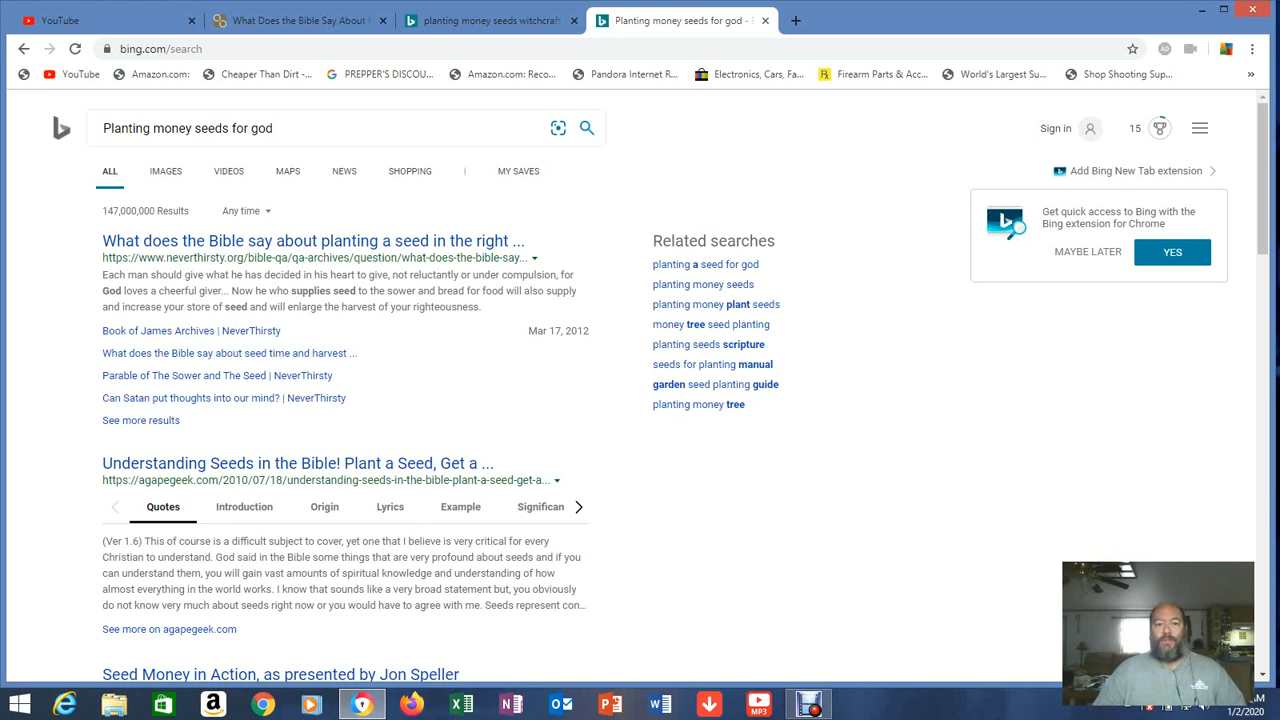 YouTube
What Does the Bible Say About
planting money seeds witchcraft
Planting money seeds for god -
bing.com/search
YouTube
Amazon.com:
Cheaper Than Dirt -...
PREPPER'S DISCOU...
Amazon.com: Reco...
Pandora Internet R...
Electronics, Cars, Fa...
Firearm Parts & Acc...
World's Largest Su...
Shop Shooting Sup...
Planting money seeds for god
Sign in
15
ALL
IMAGES
VIDEOS
MAPS
NEWS
SHOPPING
MY SAVES
Add Bing New Tab extension
147,000,000 Results
Any time
Get quick access to Bing with the
Bing extension for Chrome
MAYBE LATER
YES
What does the Bible say about planting a seed in the right ...
https://www.neverthirsty.org/bible-qa/qa-archives/question/what-does-the-bible-say...
Each man should give what he has decided in his heart to give, not reluctantly or under compulsion, for
God loves a cheerful giver... Now he who supplies seed to the sower and bread for food will also supply
and increase your store of seed and will enlarge the harvest of your righteousness.
Book of James Archives | NeverThirsty
Mar 17, 2012
What does the Bible say about seed time and harvest ...
Parable of The Sower and The Seed | NeverThirsty
Can Satan put thoughts into our mind? | NeverThirsty
See more results
Related searches
planting a seed for god
planting money seeds
planting money plant seeds
money tree seed planting
planting seeds scripture
seeds for planting manual
garden seed planting guide
planting money tree
Understanding Seeds in the Bible! Plant a Seed, Get a ...
https://agapegeek.com/2010/07/18/understanding-seeds-in-the-bible-plant-a-seed-get-a...
Quotes
Introduction
Origin
Lyrics
Example
Significan
(Ver 1.6) This of course is a difficult subject to cover, yet one that I believe is very critical for every
Christian to understand. God said in the Bible some things that are very profound about seeds and if you
can understand them, you will gain vast amounts of spiritual knowledge and understanding of how
almost everything in the world works. I know that sounds like a very broad statement but, you obviously
do not know very much about seeds right now or you would have to agree with me. Seeds represent con...
See more on agapegeek.com
Seed Money in Action, as presented by Jon Speller
MP3
1/2/2020